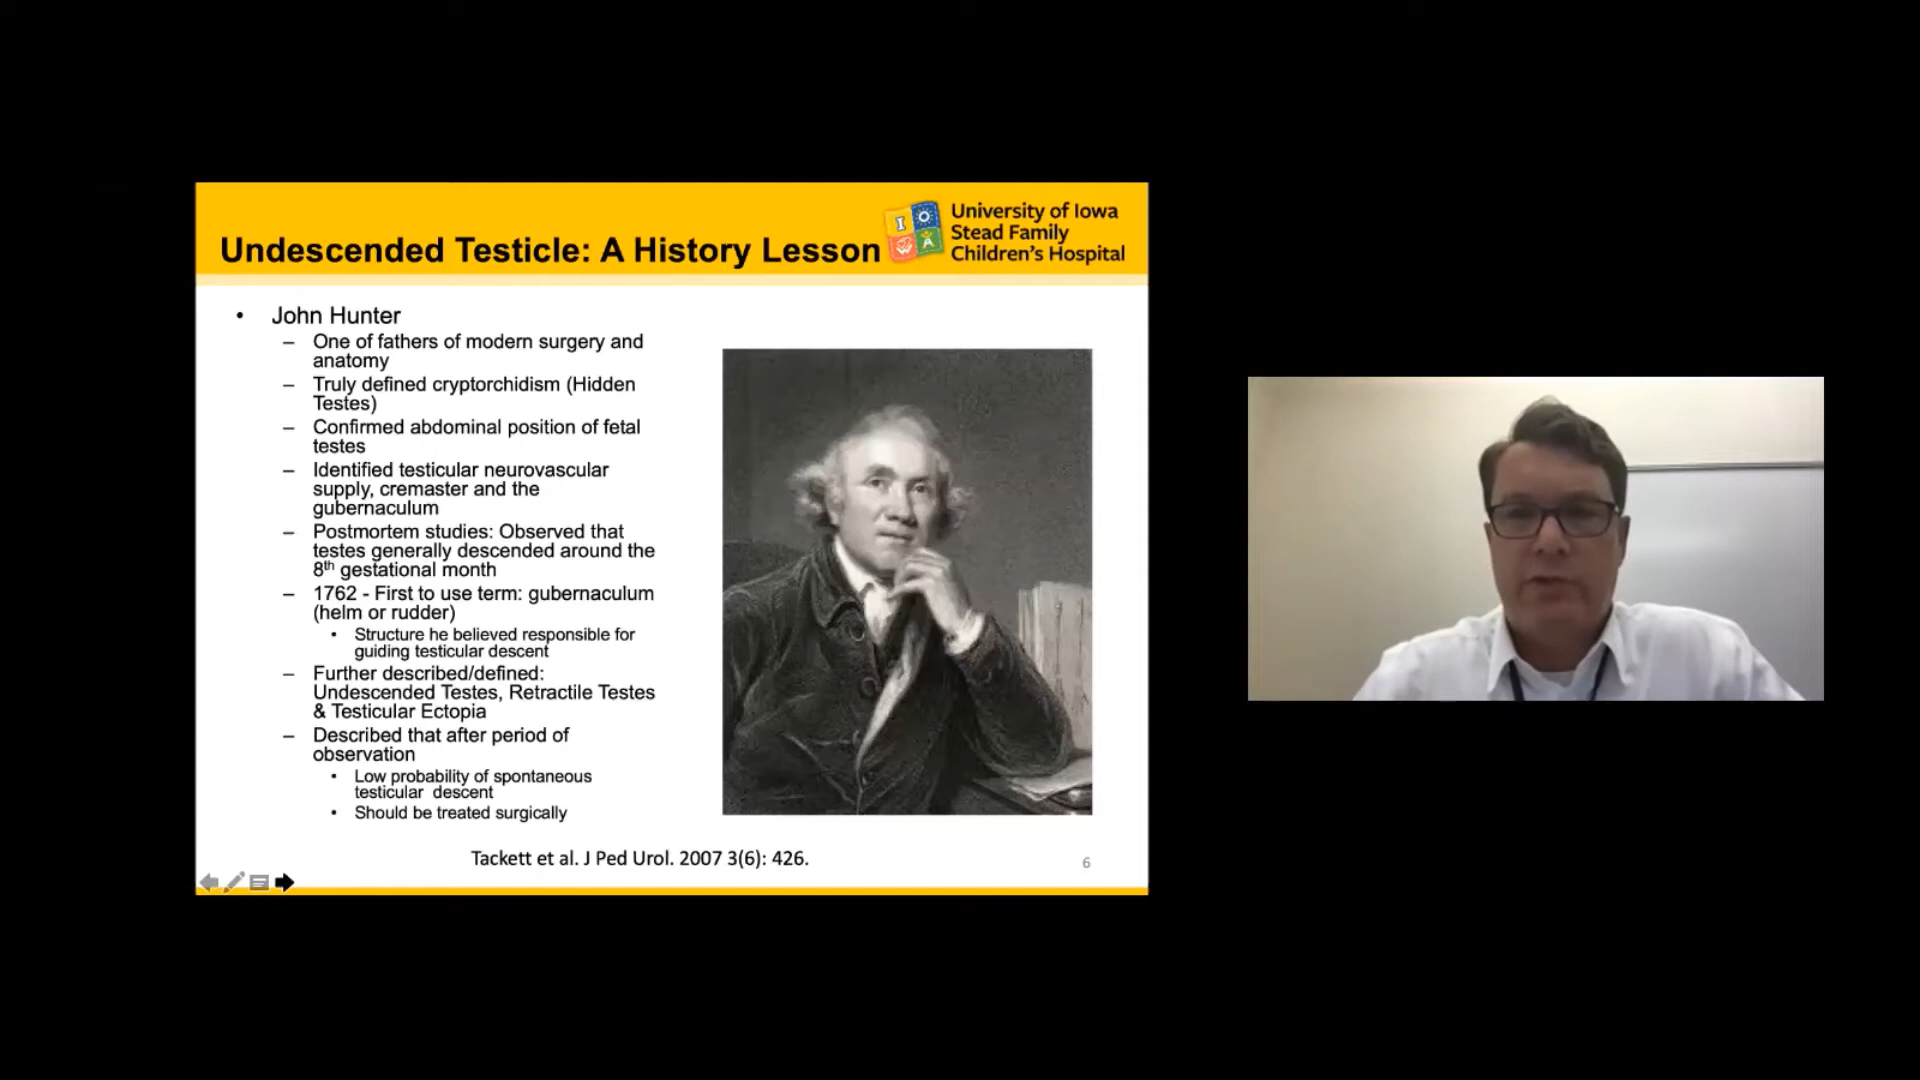 Undescended Testicle: A History Lesson
University of Iowa
Stead Family
Children's Hospital
• John Hunter
– One of fathers of modern surgery and
anatomy
– Truly defined cryptorchidism (Hidden
Testes)
– Confirmed abdominal position of fetal
testes
– Identified testicular neurovascular
supply, cremaster and the
gubernaculum
– Postmortem studies: Observed that
testes generally descended around the
8th gestational month
– 1762 - First to use term: gubernaculum
(helm or rudder)
• Structure he believed responsible for
guiding testicular descent
– Further described/defined:
Undescended Testes, Retractile Testes
& Testicular Ectopia
– Described that after period of
observation
• Low probability of spontaneous
testicular descent
• Should be treated surgically
Tackett et al. J Ped Urol. 2007 3(6): 426.
6